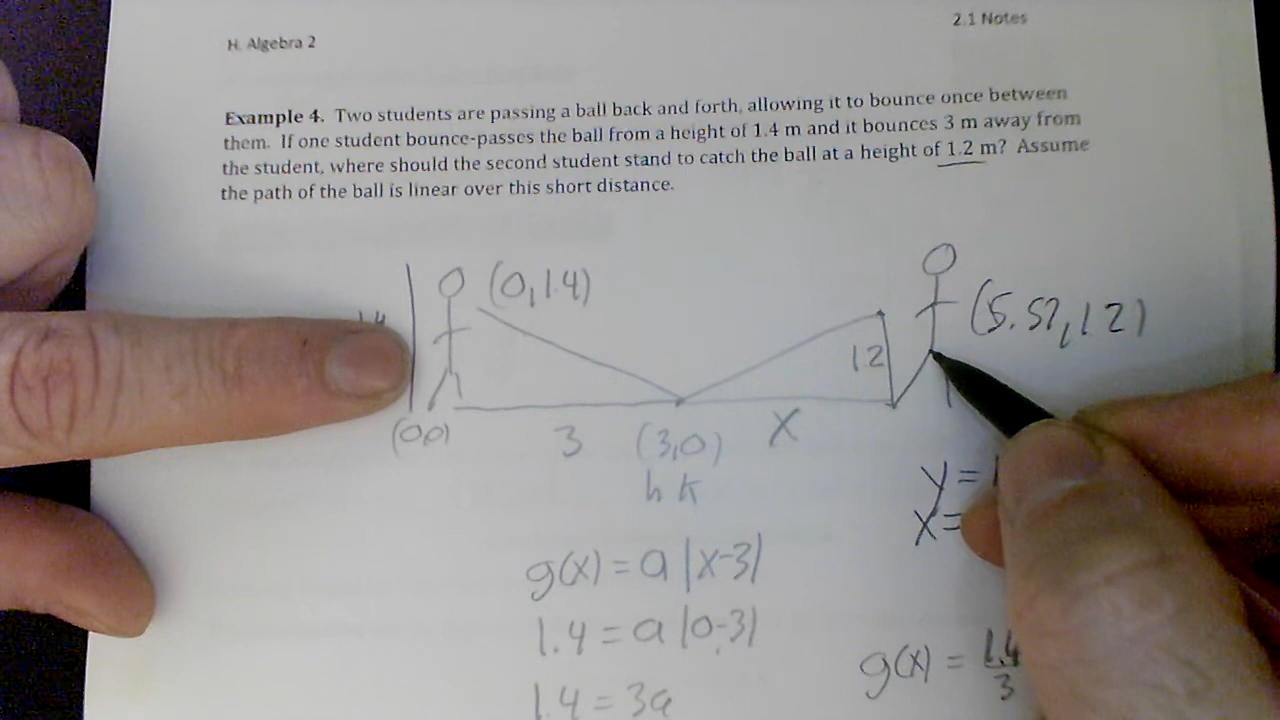 2.1 Notes
H. Algebra 2
Example 4. Two students are passing a ball back and forth, allowing it to bounce once between
them. If one student bounce-passes the ball from a height of 1.4 m and it bounces 3 m away from
the student, where should the second student stand to catch the ball at a height of 1.2 m? Assume
the path of the ball is linear over this short distance.
(0,1.4)
(5.57,1.2)
1.2
(0,0)
3
(3,0)
x
h k
y =
x =
g(x) = a |x-3|
1.4 = a |0-3|
g(x) = 1.4/3
1.4 = 3a